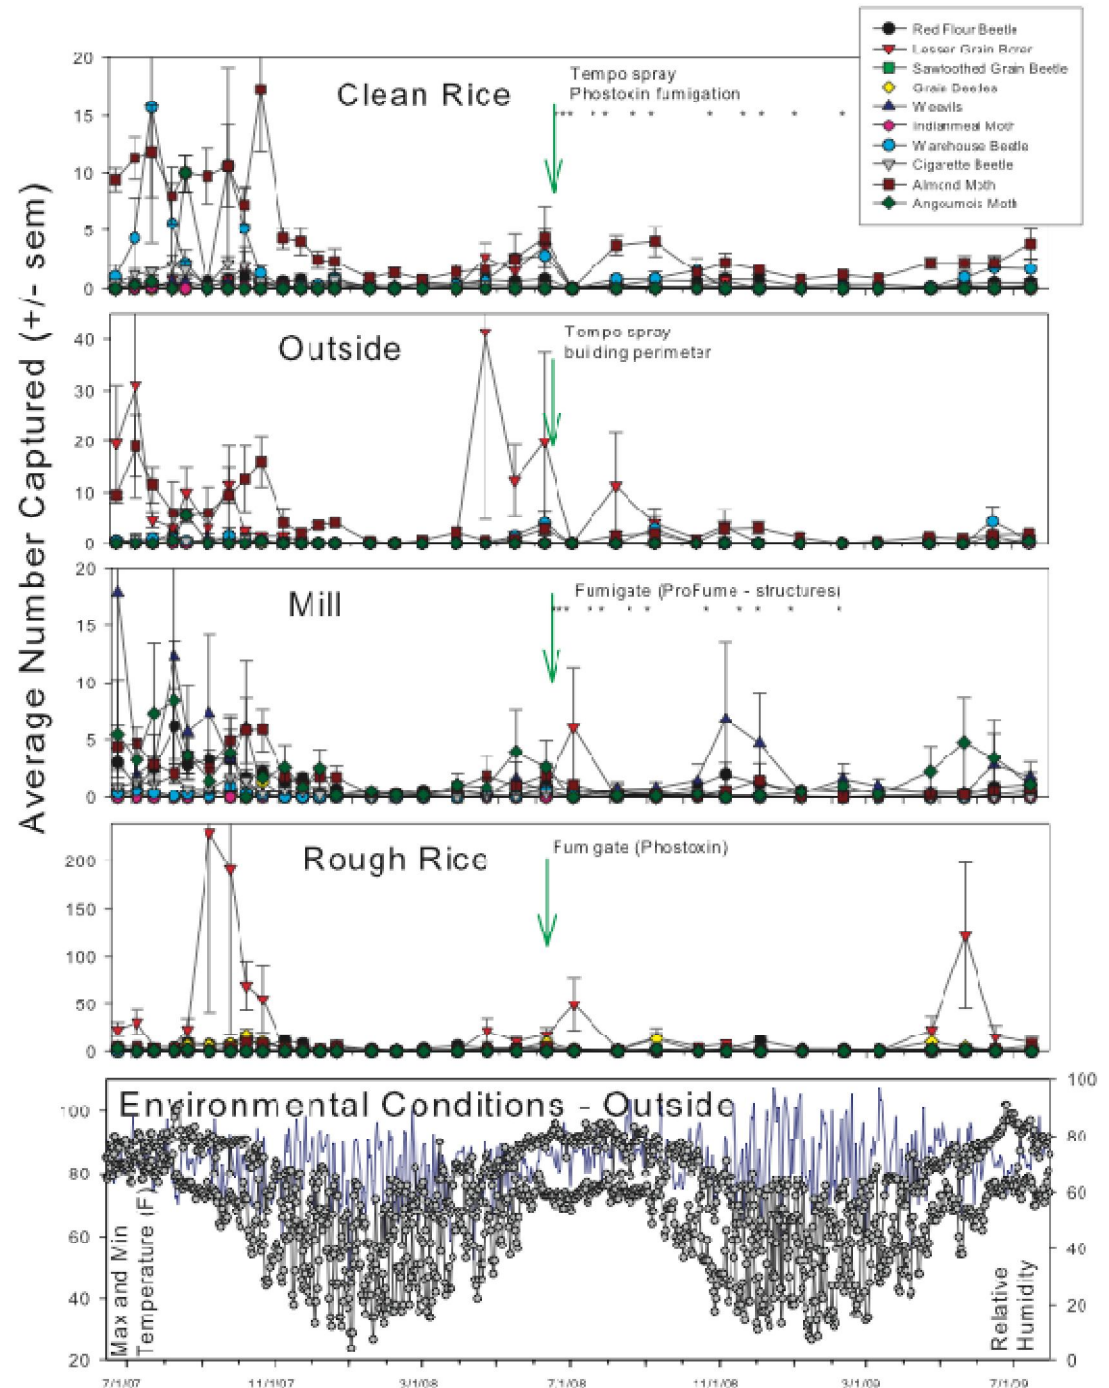 Red Flour Beetle
Lesser Grain Borer
Sawtoothed Grain Beetle
Grain Beetles
Weevils
Indianmeal Moth
Warehouse Beetle
Cigarette Beetle
Almond Moth
Angoumois Moth
Average Number Captured (+/- sem)
20
15
10
5
0
Clean Rice
Tempo spray
Phostoxin fumigation
* * * * * * * * * * * *
40
30
20
10
0
Outside
Tempo spray
building perimeter
20
15
10
5
0
Mill
Fumigate (ProFume - structures)
* * * * * * * * * * * *
200
150
100
50
0
Rough Rice
Fumigate (Phostoxin)
Environmental Conditions - Outside
100
80
60
40
20
Max and Min
Temperature (F)
100
80
60
40
20
0
Relative
Humidity
7/1/07 11/1/07 3/1/08 7/1/08 11/1/08 3/1/09 7/1/09